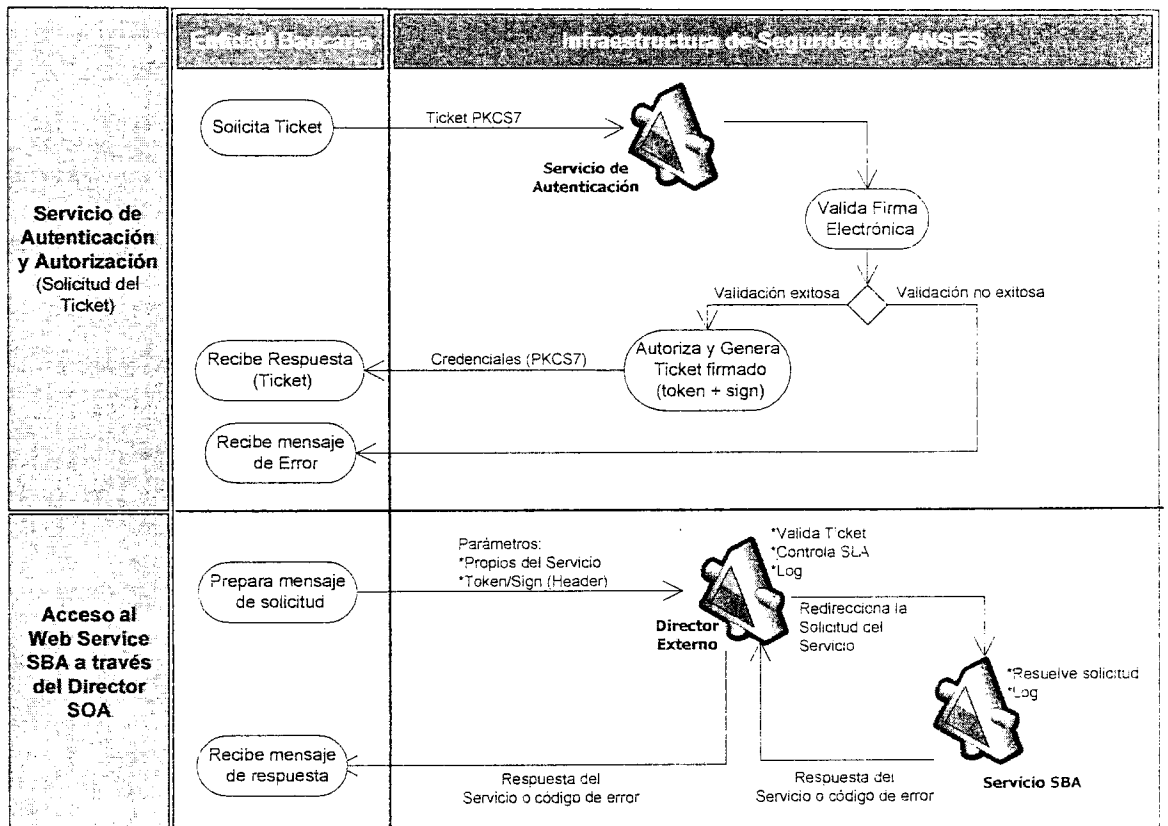 Entidad Bancaria
Infraestructura de Seguridad de ANSES
Servicio de
Autenticación
y Autorización
(Solicitud del
Ticket)
Solicita Ticket
Ticket PKCS7
Servicio de
Autenticación
Valida Firma
Electrónica
Validación exitosa
Validación no exitosa
Autoriza y Genera
Ticket firmado
(token + sign)
Credenciales (PKCS7)
Recibe Respuesta
(Ticket)
Recibe mensaje
de Error
Acceso al
Web Service
SBA a través
del Director
SOA
Prepara mensaje
de solicitud
Parámetros:
*Propios del Servicio
*Token/Sign (Header)
Director
Externo
*Valida Ticket
*Controla SLA
*Log
Redirecciona la
Solicitud del
Servicio
*Resuelve solicitud
*Log
Servicio SBA
Respuesta del
Servicio o código de error
Respuesta del
Servicio o código de error
Recibe mensaje
de respuesta